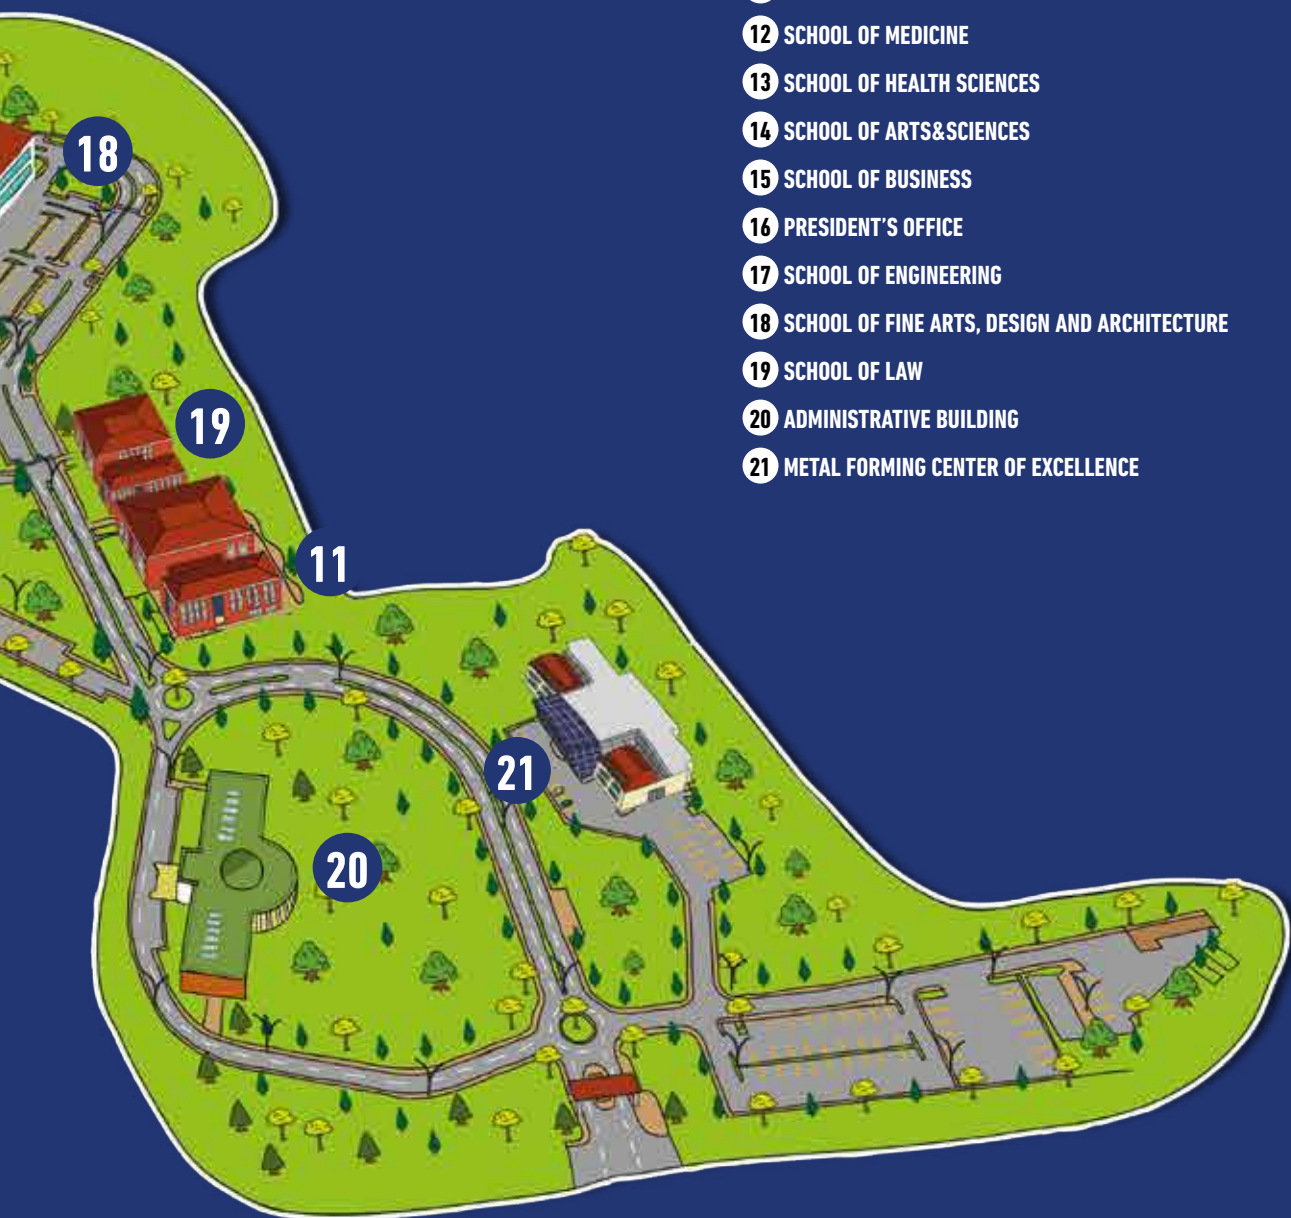 12 SCHOOL OF MEDICINE
13 SCHOOL OF HEALTH SCIENCES
14 SCHOOL OF ARTS&SCIENCES
15 SCHOOL OF BUSINESS
16 PRESIDENT'S OFFICE
17 SCHOOL OF ENGINEERING
18 SCHOOL OF FINE ARTS, DESIGN AND ARCHITECTURE
19 SCHOOL OF LAW
20 ADMINISTRATIVE BUILDING
21 METAL FORMING CENTER OF EXCELLENCE
18
19
11
21
20